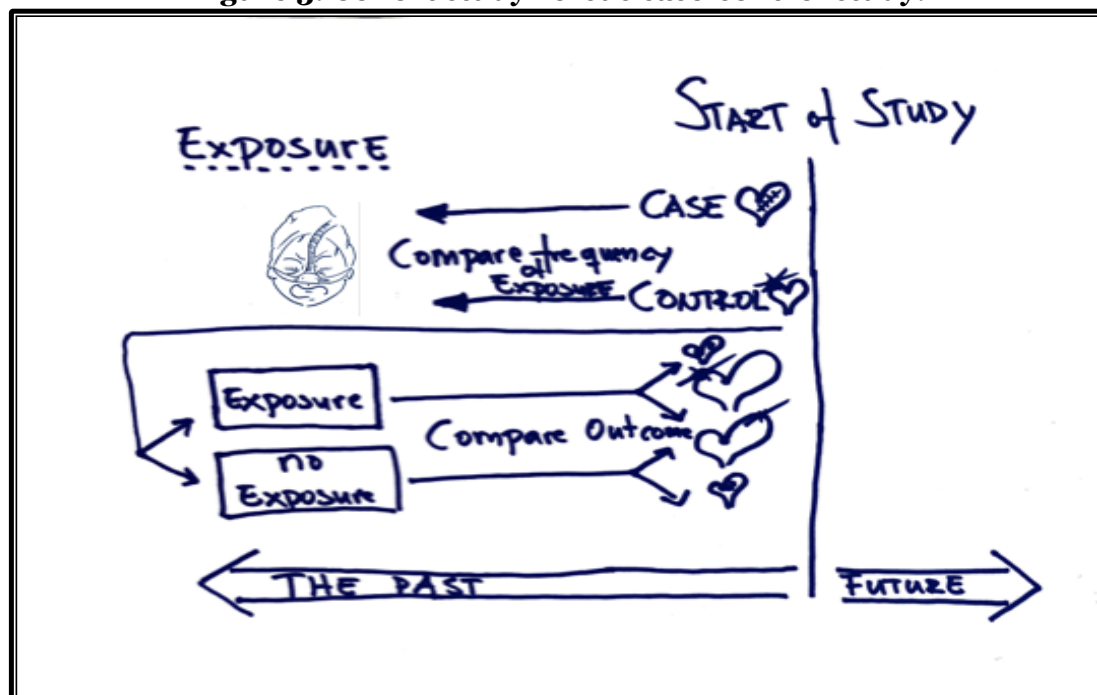 START of STUDY
EXPOSURE
CASE
Compare frequency
of
EXPOSURE
CONTROL
Exposure
Compare Outcome
no
Exposure
THE PAST
FUTURE